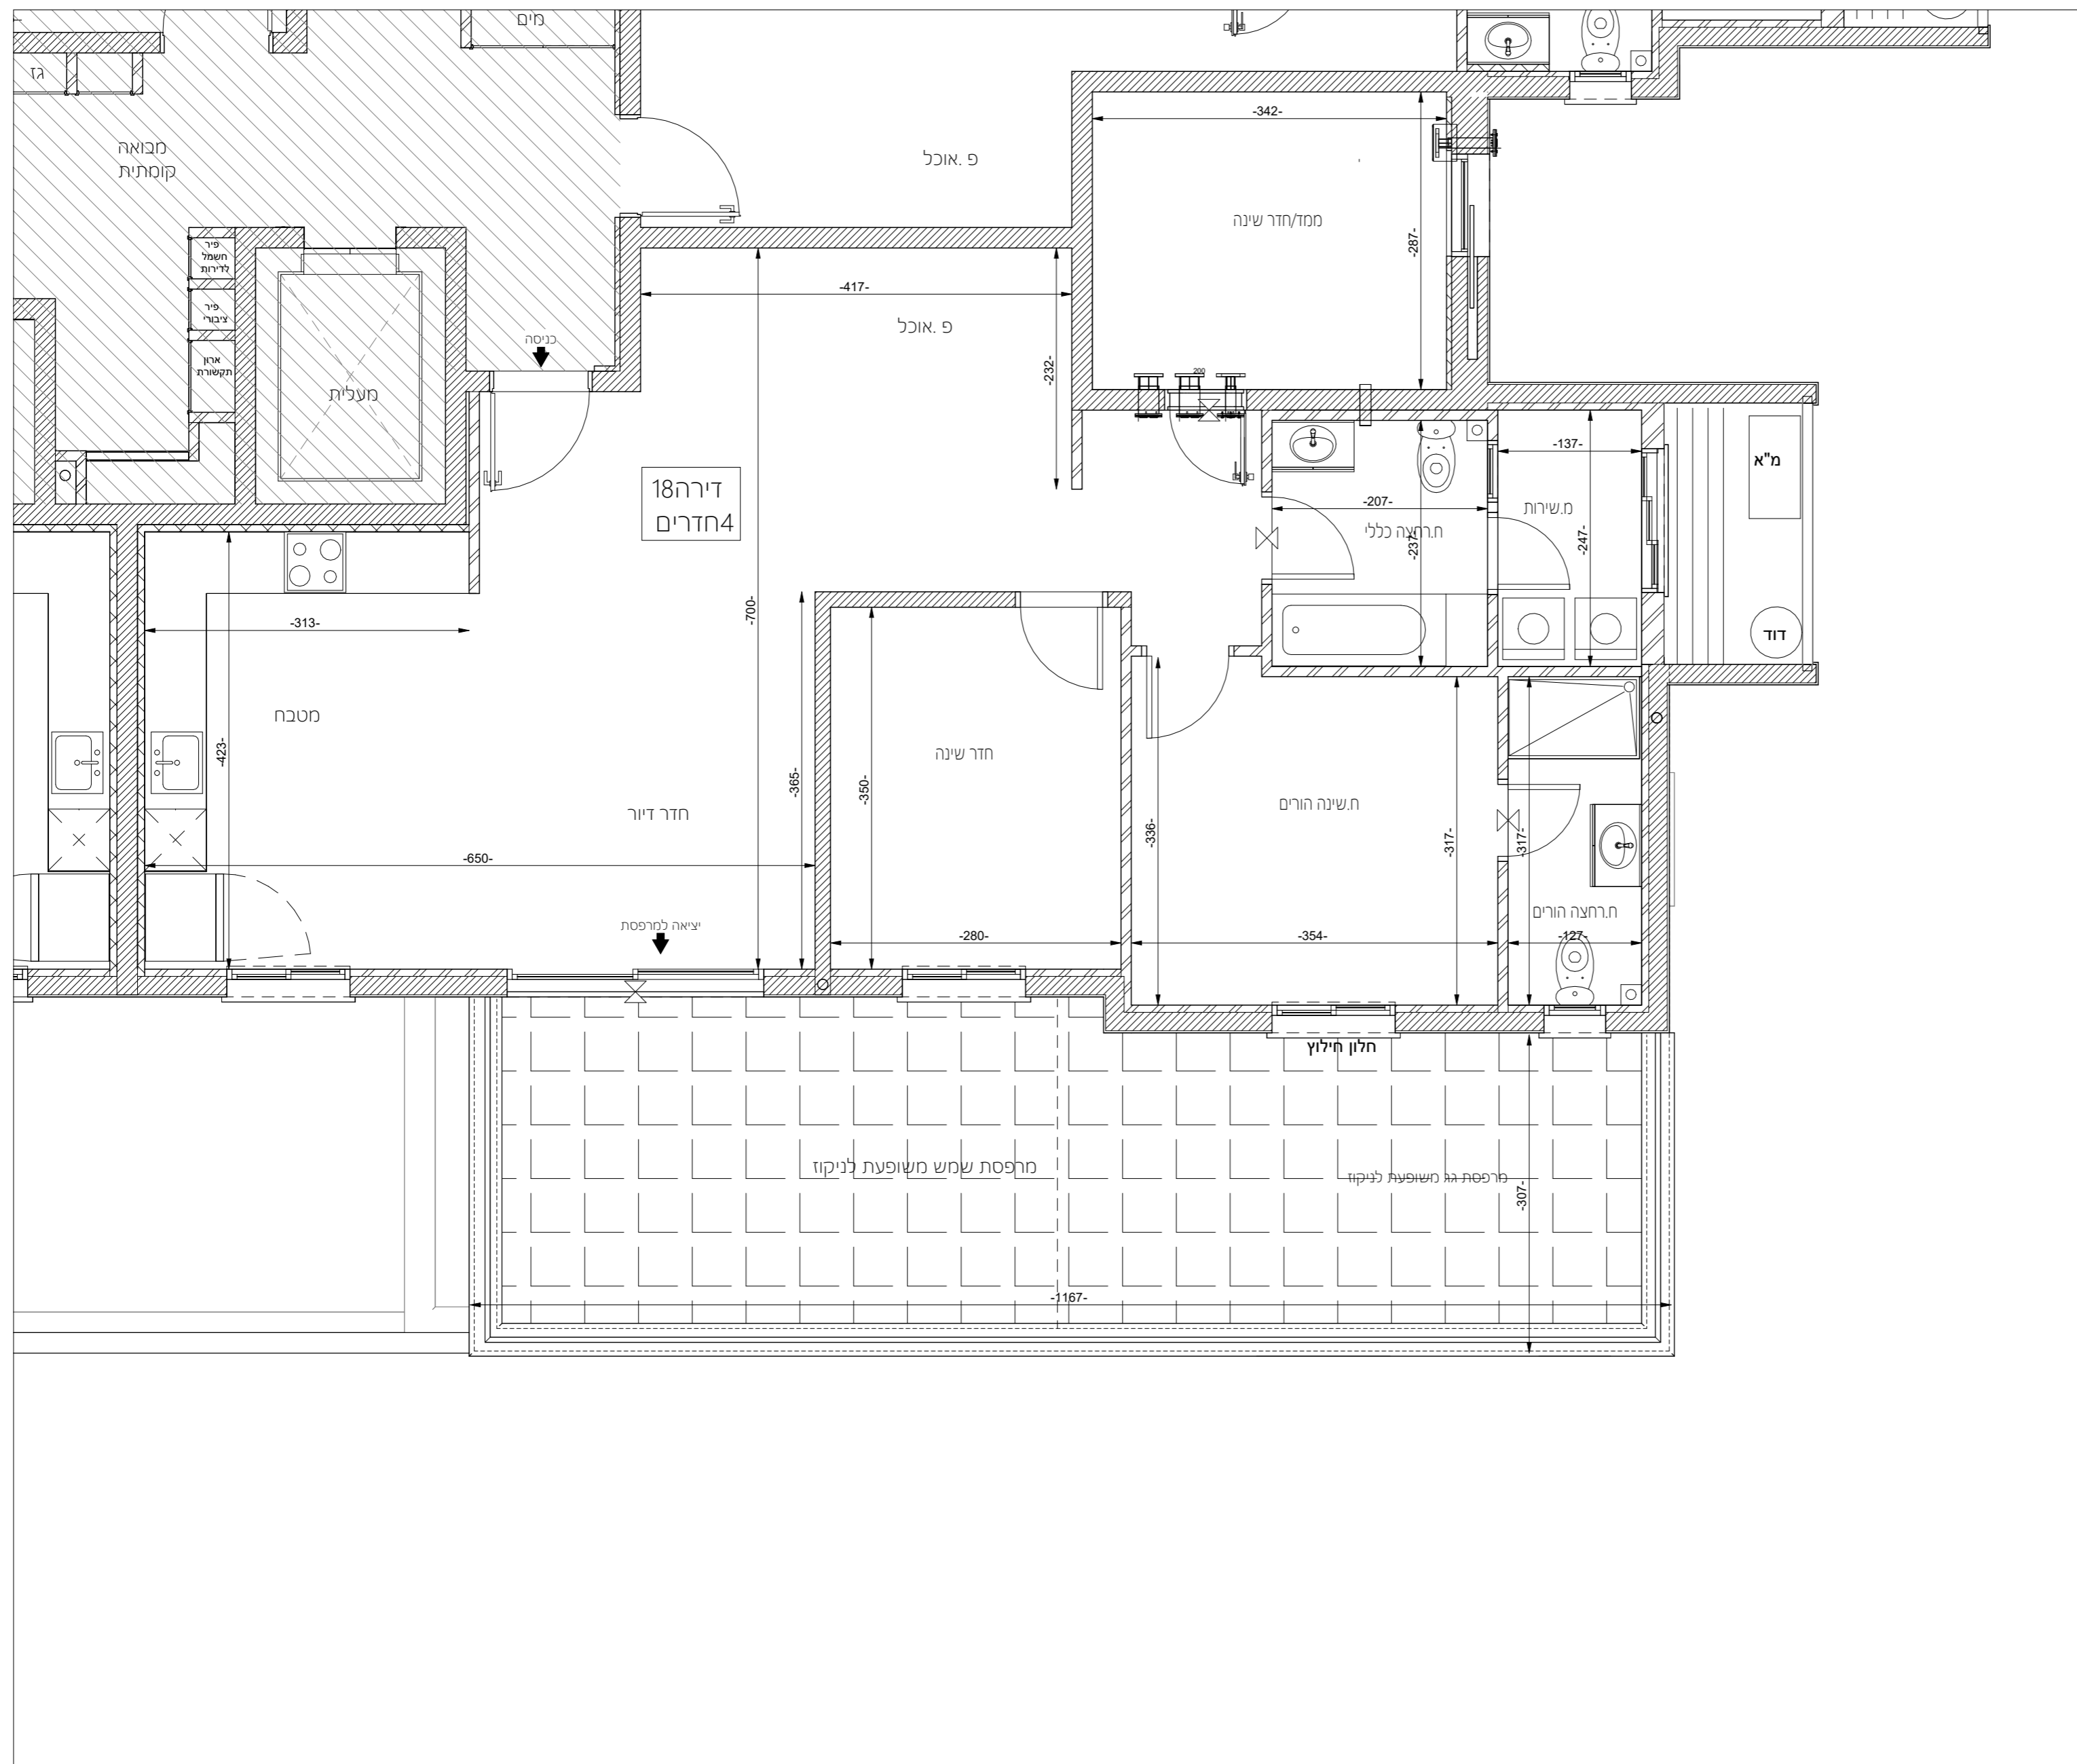 מים
גז
מבואה
קומתית
פ .אוכל
-342-
ממד/חדר שינה
-287-
פיר
חשמל
לדירות
פיר
ציבורי
ארון
תקשורת
מעלית
כניסה
-417-
פ .אוכל
-232-
200
דירה18
4חדרים
-207-
ח.רחצה כללי
-237-
-137-
מ.שירות
-247-
מ"א
דוד
-313-
-700-
מטבח
-423-
-365-
חדר דיור
-650-
יציאה למרפסת
חדר שינה
-350-
-280-
ח.שינה הורים
-336-
-317-
-317-
-354-
ח.רחצה הורים
-127-
חלון חילוץ
מרפסת שמש משופעת לניקוז
מרפסת גג משופעת לניקוז
-307-
-1167-